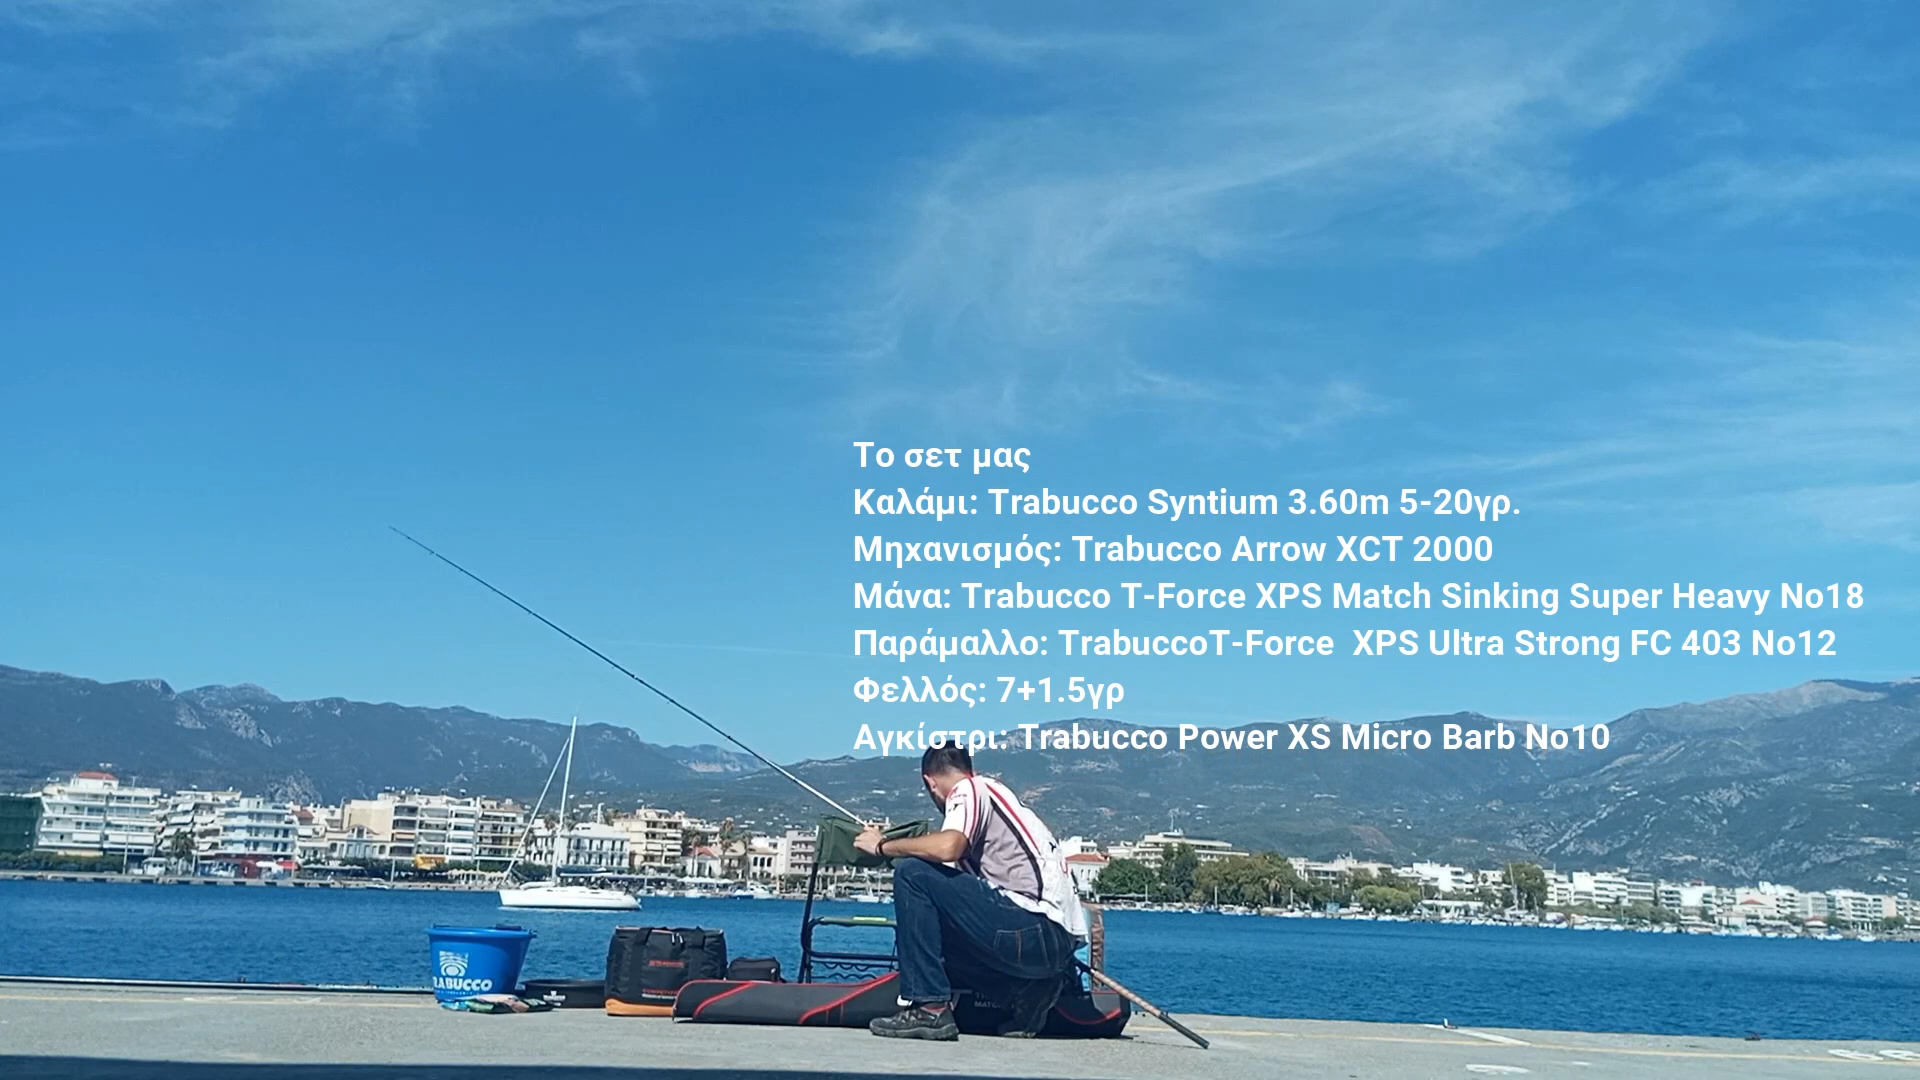 Το σετ μας
Καλάμι: Trabucco Syntium 3.60m 5-20γρ.
Μηχανισμός: Trabucco Arrow XCT 2000
Μάνα: Trabucco T-Force XPS Match Sinking Super Heavy No18
Παράμαλλο: TrabuccoT-Force  XPS Ultra Strong FC 403 No12
Φελλός: 7+1.5γρ
Αγκίστρι: Trabucco Power XS Micro Barb No10
RABUCCO